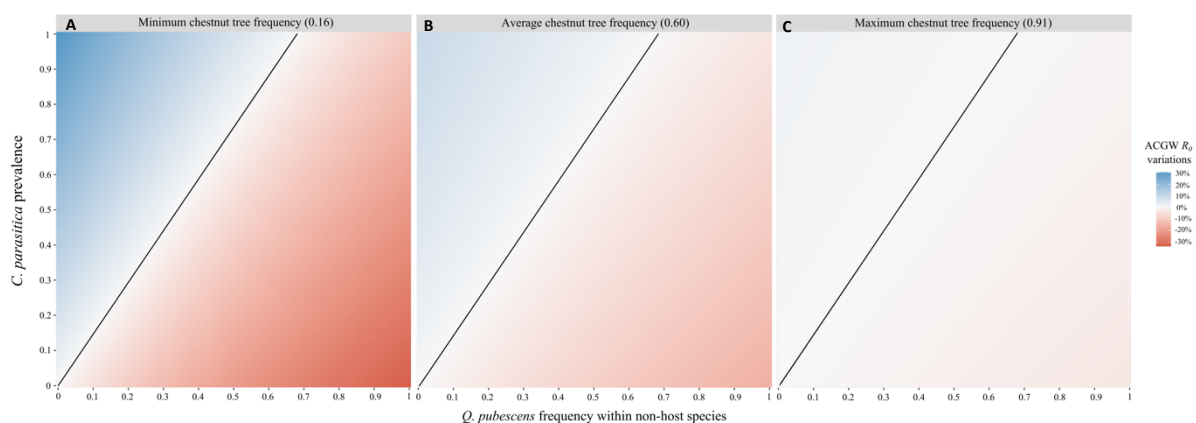 A Minimum chestnut tree frequency (0.16)
B Average chestnut tree frequency (0.60)
C Maximum chestnut tree frequency (0.91)
C. parasitica prevalence
1
0.9
0.8
0.7
0.6
0.5
0.4
0.3
0.2
0.1
0
0 0.1 0.2 0.3 0.4 0.5 0.6 0.7 0.8 0.9 1
0 0.1 0.2 0.3 0.4 0.5 0.6 0.7 0.8 0.9 1
0 0.1 0.2 0.3 0.4 0.5 0.6 0.7 0.8 0.9 1
Q. pubescens frequency within non-host species
ACGW R0
variations
30%
20%
10%
0%
-10%
-20%
-30%